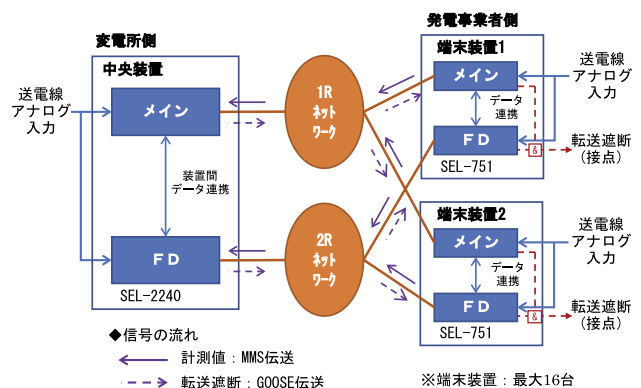 変電所側
中央装置
送電線
アナログ
入力
メイン
装置間
データ連携
FD
SEL-2240
1R
ネット
ワーク
2R
ネット
ワーク
発電事業者側
端末装置1
メイン
データ
連携
FD
&
SEL-751
送電線
アナログ
入力
転送遮断
(接点)
端末装置2
メイン
データ
連携
FD
&
SEL-751
送電線
アナログ
入力
転送遮断
(接点)
◆信号の流れ
計測値:MMS伝送
転送遮断:GOOSE伝送
※端末装置:最大16台